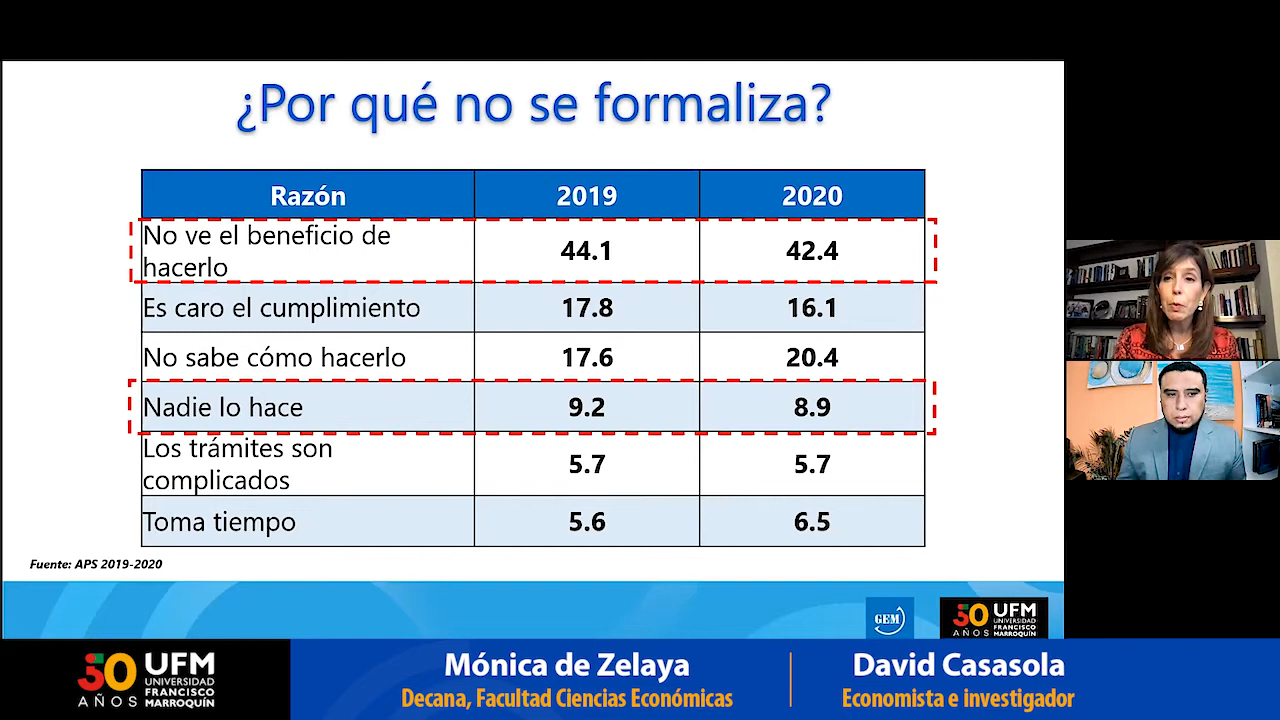 ¿Por qué no se formaliza?
Razón 2019 2020
No ve el beneficio de
hacerlo 44.1 42.4
Es caro el cumplimiento 17.8 16.1
No sabe cómo hacerlo 17.6 20.4
Nadie lo hace 9.2 8.9
Los trámites son
complicados 5.7 5.7
Toma tiempo 5.6 6.5
Fuente: APS 2019-2020
GEM
50 AÑOS UFM
UNIVERSIDAD
FRANCISCO
MARROQUÍN
50 AÑOS UFM
UNIVERSIDAD
FRANCISCO
MARROQUÍN
Mónica de Zelaya
Decana, Facultad Ciencias Económicas
David Casasola
Economista e investigador